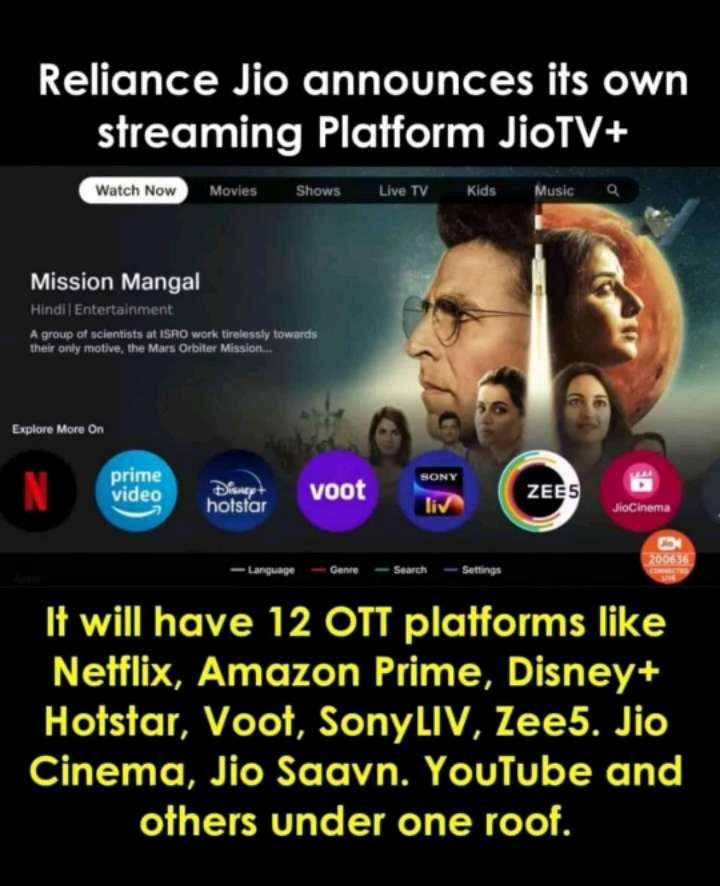 Reliance Jio announces its own
streaming Platform JioTV+
Watch Now Movies Shows Live TV Kids Music
Mission Mangal
Hindi | Entertainment
A group of scientists at ISRO work tirelessly towards
their only motive, the Mars Orbiter Mission...
Explore More On
N
prime
video
Disney+
hotstar
voot
SONY
liv
ZEE5
JioCinema
Jio
200636
CONNECTED
LIVE
Language Genre Search Settings
It will have 12 OTT platforms like
Netflix, Amazon Prime, Disney+
Hotstar, Voot, SonyLIV, Zee5. Jio
Cinema, Jio Saavn. YouTube and
others under one roof.